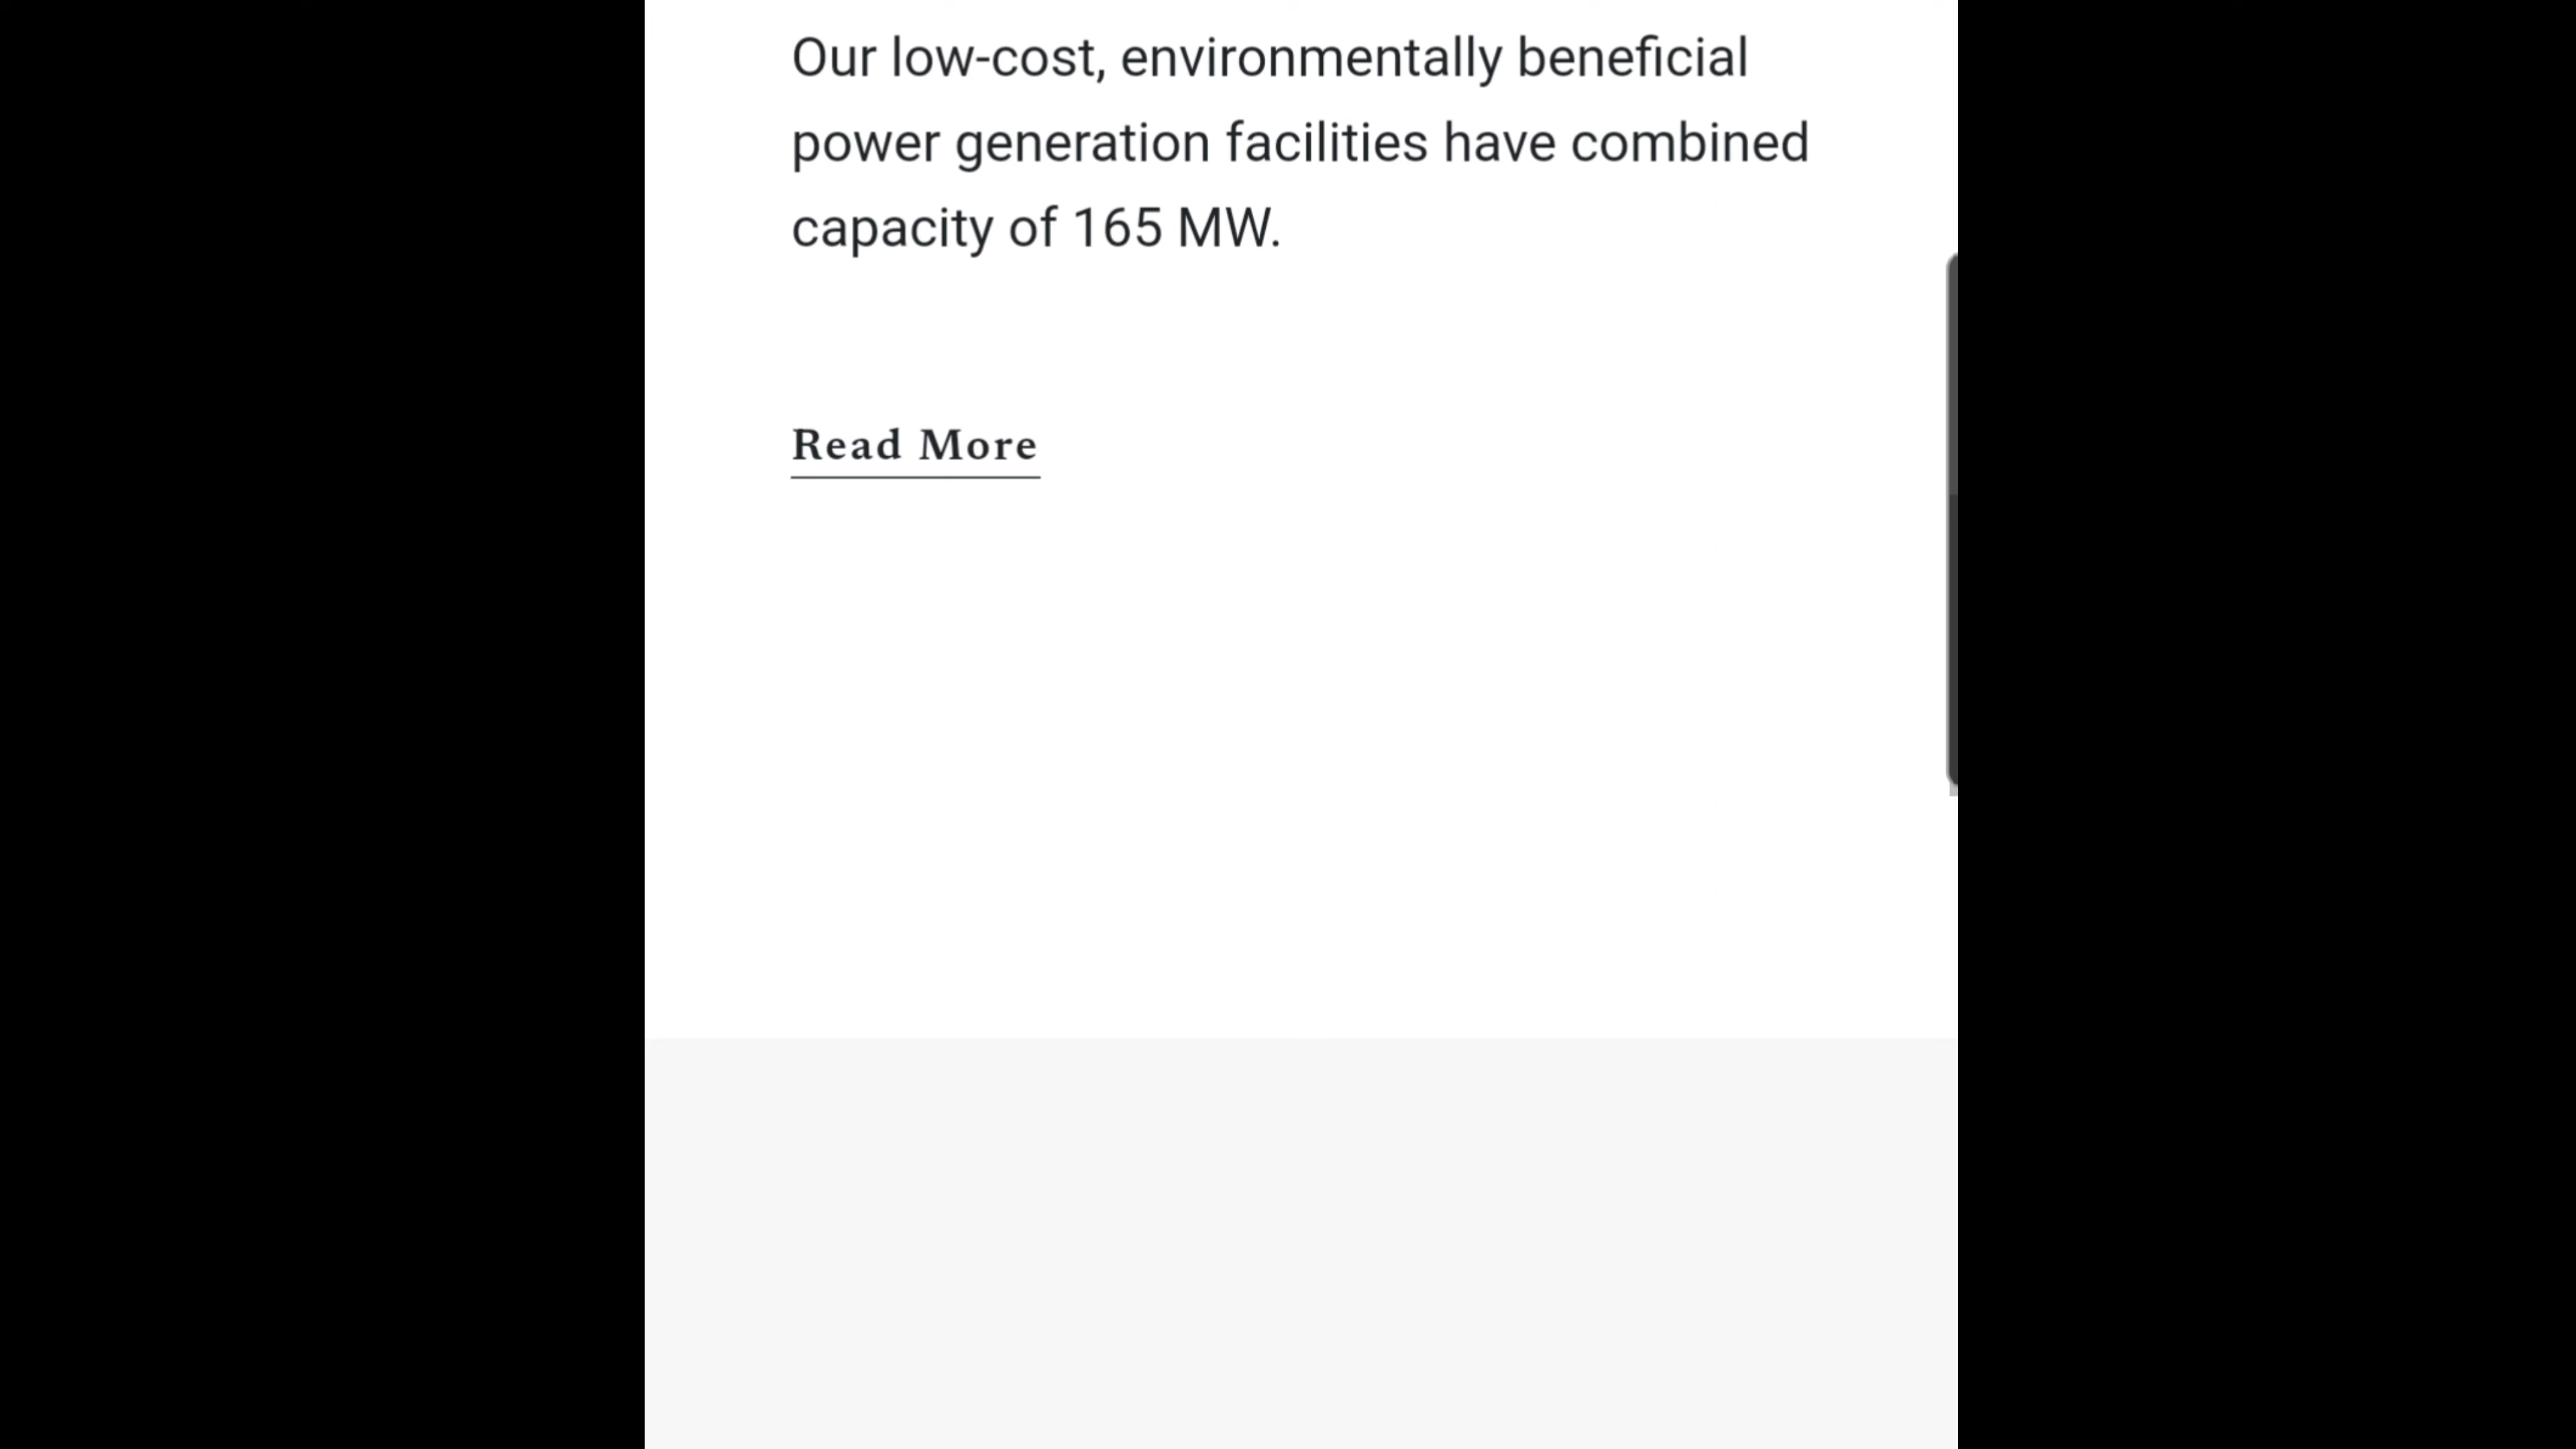 Our low-cost, environmentally beneficial
power generation facilities have combined
capacity of 165 MW.
Read More